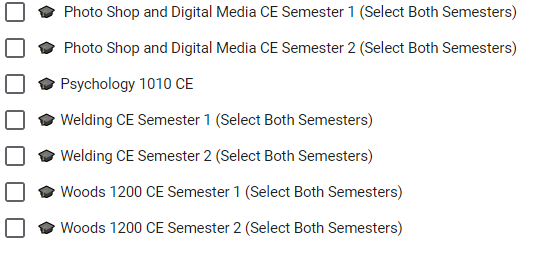 Photo Shop and Digital Media CE Semester 1 (Select Both Semesters)
Photo Shop and Digital Media CE Semester 2 (Select Both Semesters)
Psychology 1010 CE
Welding CE Semester 1 (Select Both Semesters)
Welding CE Semester 2 (Select Both Semesters)
Woods 1200 CE Semester 1 (Select Both Semesters)
Woods 1200 CE Semester 2 (Select Both Semesters)